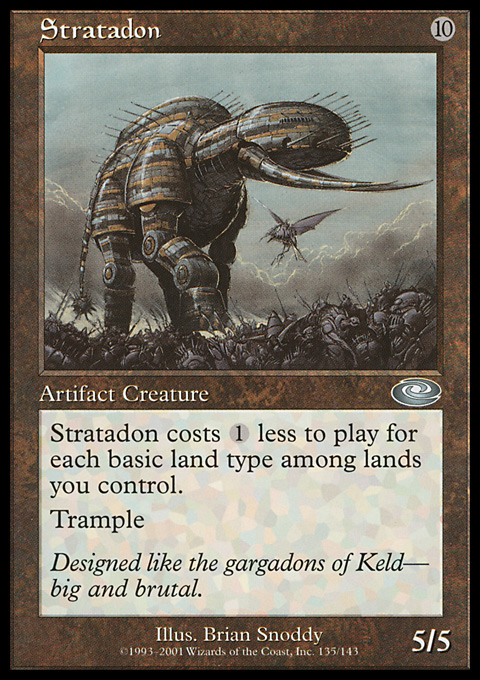 Stratadon 10
Artifact Creature
Stratadon costs 1 less to play for
each basic land type among lands
you control.
Trample
Designed like the gargadons of Keld—
big and brutal.
Illus. Brian Snoddy
5/5
©1993–2001 Wizards of the Coast, Inc. 135/143